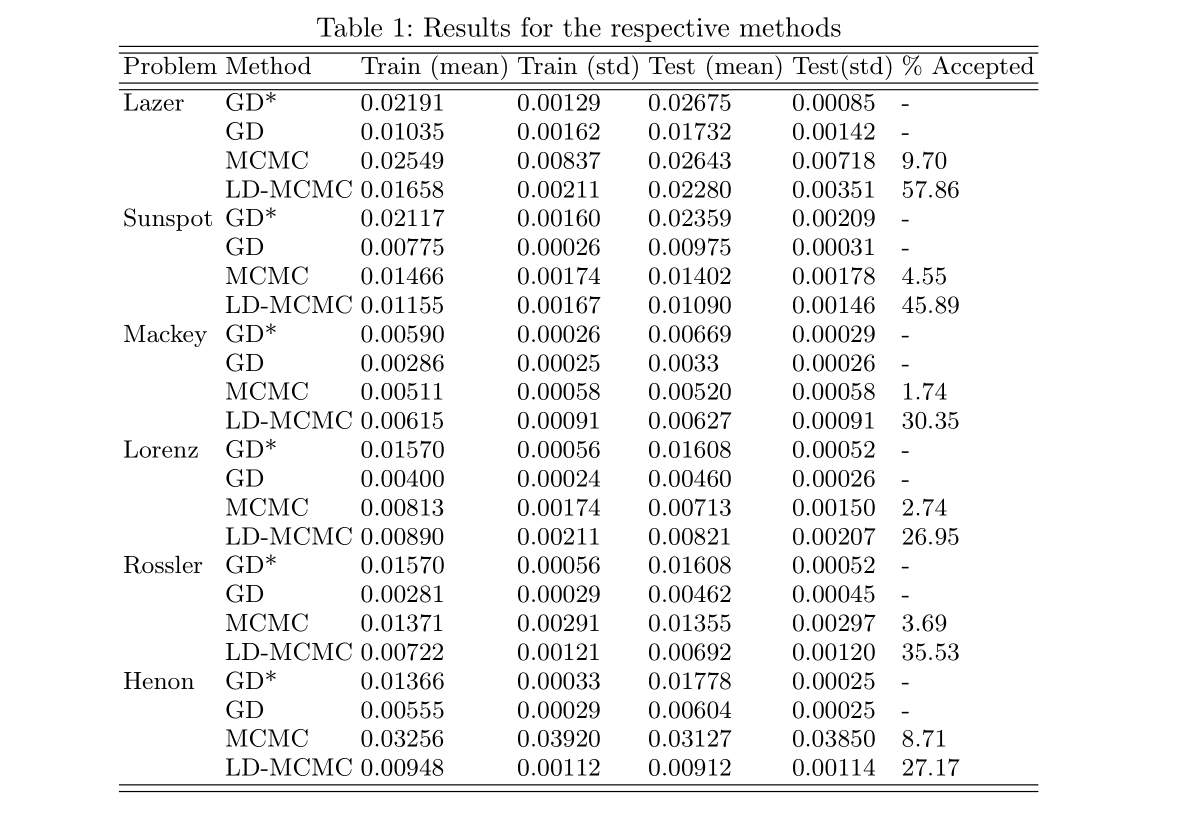 Table 1: Results for the respective methods
Problem Method Train (mean) Train (std) Test (mean) Test(std) % Accepted
Lazer GD* 0.02191 0.00129 0.02675 0.00085 -
GD 0.01035 0.00162 0.01732 0.00142 -
MCMC 0.02549 0.00837 0.02643 0.00718 9.70
LD-MCMC 0.01658 0.00211 0.02280 0.00351 57.86
Sunspot GD* 0.02117 0.00160 0.02359 0.00209 -
GD 0.00775 0.00026 0.00975 0.00031 -
MCMC 0.01466 0.00174 0.01402 0.00178 4.55
LD-MCMC 0.01155 0.00167 0.01090 0.00146 45.89
Mackey GD* 0.00590 0.00026 0.00669 0.00029 -
GD 0.00286 0.00025 0.0033 0.00026 -
MCMC 0.00511 0.00058 0.00520 0.00058 1.74
LD-MCMC 0.00615 0.00091 0.00627 0.00091 30.35
Lorenz GD* 0.01570 0.00056 0.01608 0.00052 -
GD 0.00400 0.00024 0.00460 0.00026 -
MCMC 0.00813 0.00174 0.00713 0.00150 2.74
LD-MCMC 0.00890 0.00211 0.00821 0.00207 26.95
Rossler GD* 0.01570 0.00056 0.01608 0.00052 -
GD 0.00281 0.00029 0.00462 0.00045 -
MCMC 0.01371 0.00291 0.01355 0.00297 3.69
LD-MCMC 0.00722 0.00121 0.00692 0.00120 35.53
Henon GD* 0.01366 0.00033 0.01778 0.00025 -
GD 0.00555 0.00029 0.00604 0.00025 -
MCMC 0.03256 0.03920 0.03127 0.03850 8.71
LD-MCMC 0.00948 0.00112 0.00912 0.00114 27.17